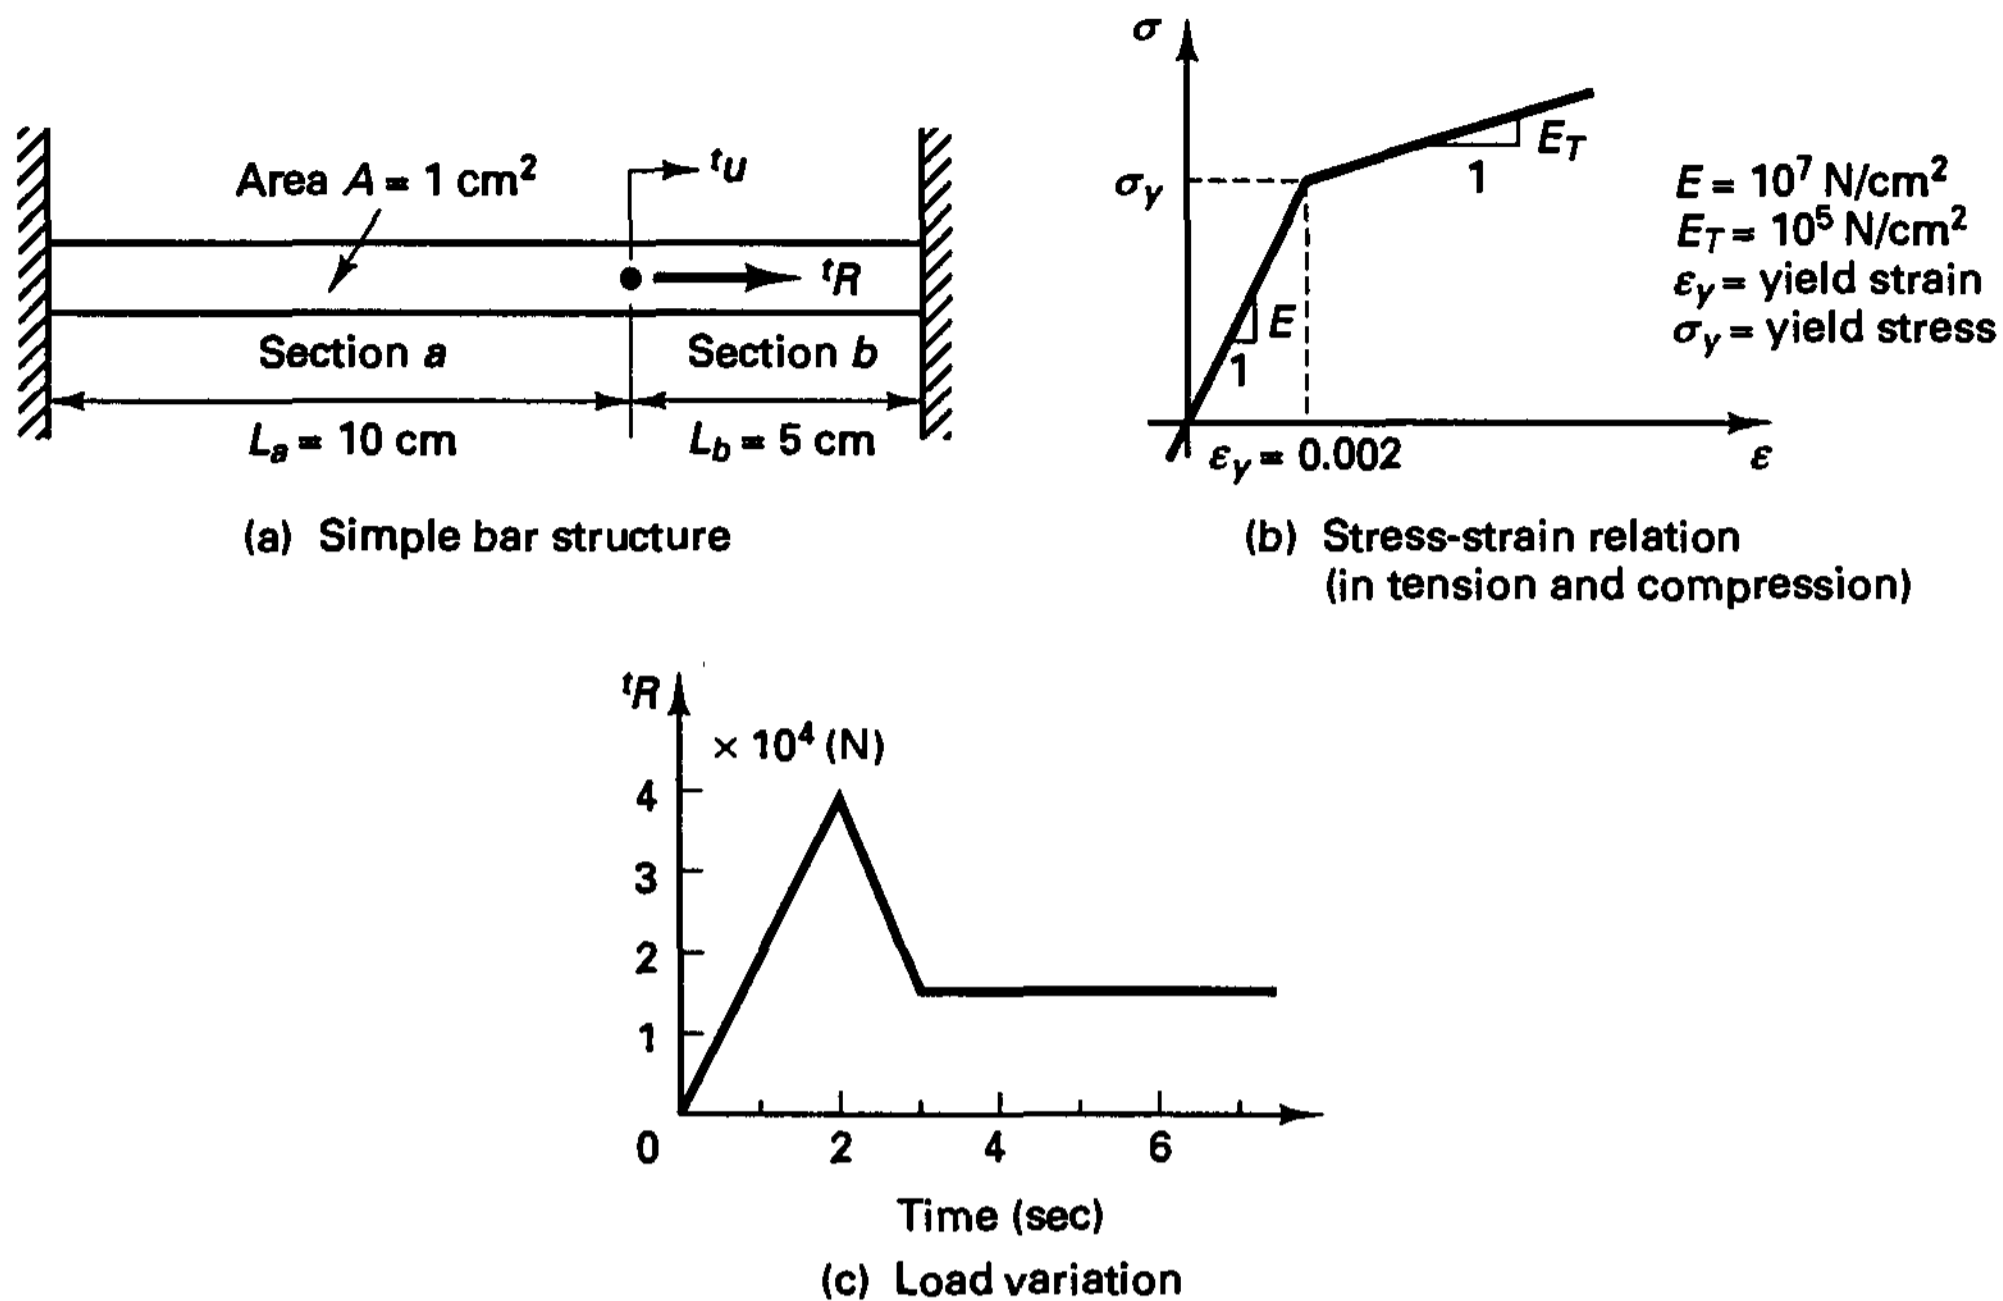 Area A = 1 cm²
ᵗu
ᵗR
Section a
Section b
Lₐ = 10 cm
L_b = 5 cm
(a) Simple bar structure
σ
σ_y
E_T
1
E
1
ε_y = 0.002
ε
E = 10⁷ N/cm²
E_T = 10⁵ N/cm²
ε_y = yield strain
σ_y = yield stress
(b) Stress-strain relation
(in tension and compression)
ᵗR
× 10⁴ (N)
4
3
2
1
0 2 4 6
Time (sec)
(c) Load variation